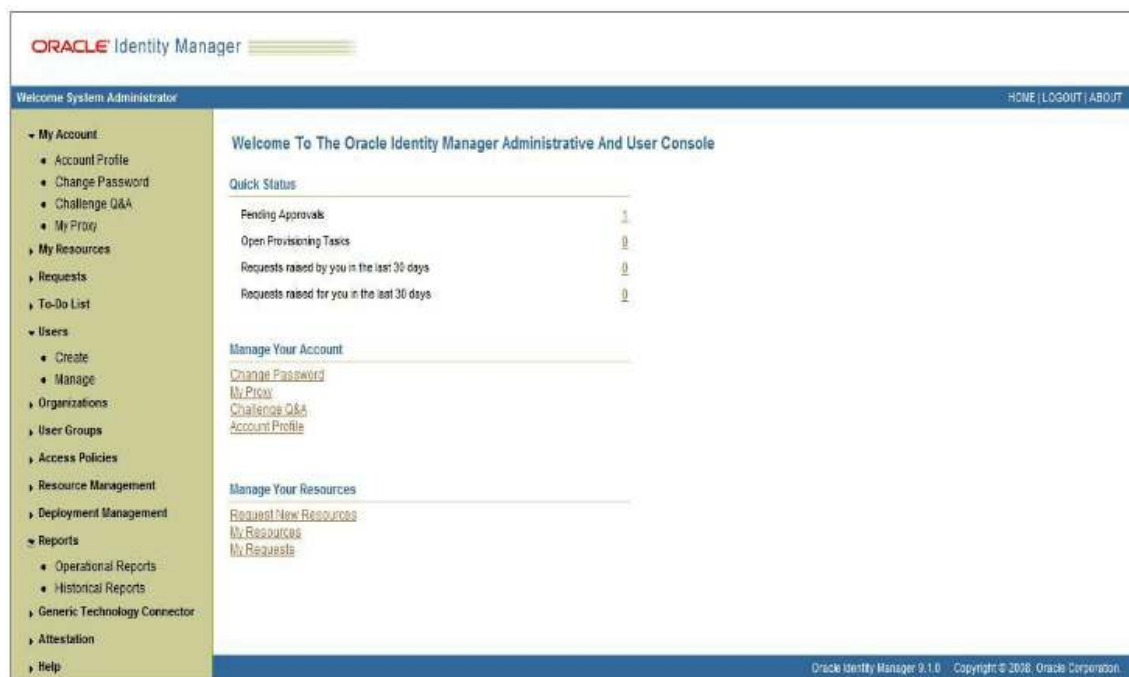 ORACLE Identity Manager
Welcome System Administrator
HOME | LOGOUT | ABOUT
My Account
Account Profile
Change Password
Challenge Q&A
My Proxy
My Resources
Requests
To-Do List
Users
Create
Manage
Organizations
User Groups
Access Policies
Resource Management
Deployment Management
Reports
Operational Reports
Historical Reports
Generic Technology Connector
Attestation
Help
Welcome To The Oracle Identity Manager Administrative And User Console
Quick Status
Pending Approvals 1
Open Provisioning Tasks 0
Requests raised by you in the last 30 days 0
Requests raised for you in the last 30 days 0
Manage Your Account
Change Password
My Proxy
Challenge Q&A
Account Profile
Manage Your Resources
Request New Resources
My Resources
My Requests
Oracle Identity Manager 9.1.0 Copyright © 2008, Oracle Corporation.